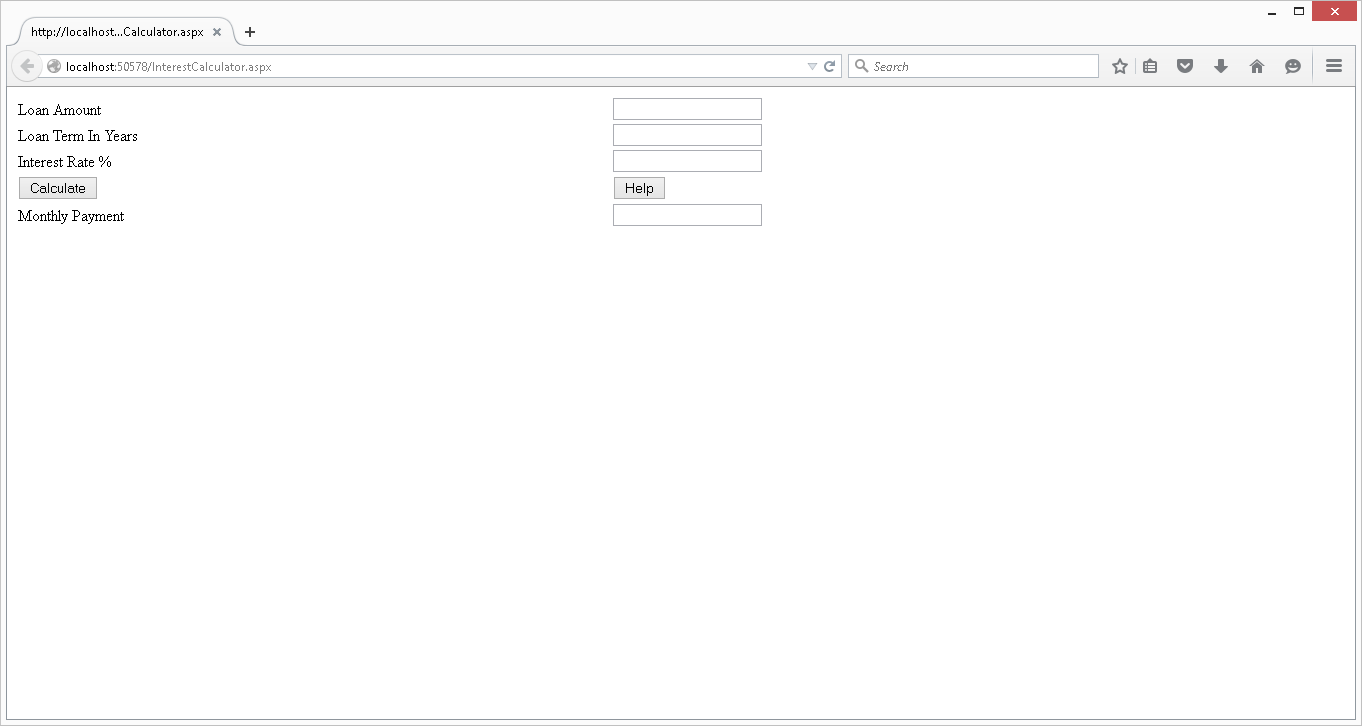 http://localhost...Calculator.aspx
localhost:50578/InterestCalculator.aspx
Search
Loan Amount
Loan Term In Years
Interest Rate %
Calculate Help
Monthly Payment